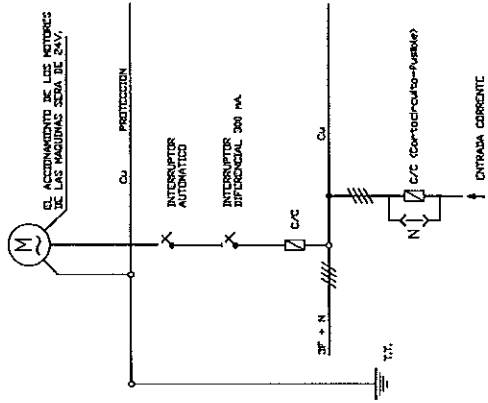 EL ACCIONAMIENTO DE LOS MOTORES
DE LAS MAQUINAS SERA DE 24V.
M
Cu
PROTECCION
INTERRUPTOR
AUTOMATICO
INTERRUPTOR
DIFERENCIAL 300 mA.
C/C
3F + N
Cu
C/C (Cortocircuito-Fusible)
N
ENTRADA CORRIENTE
T.T.